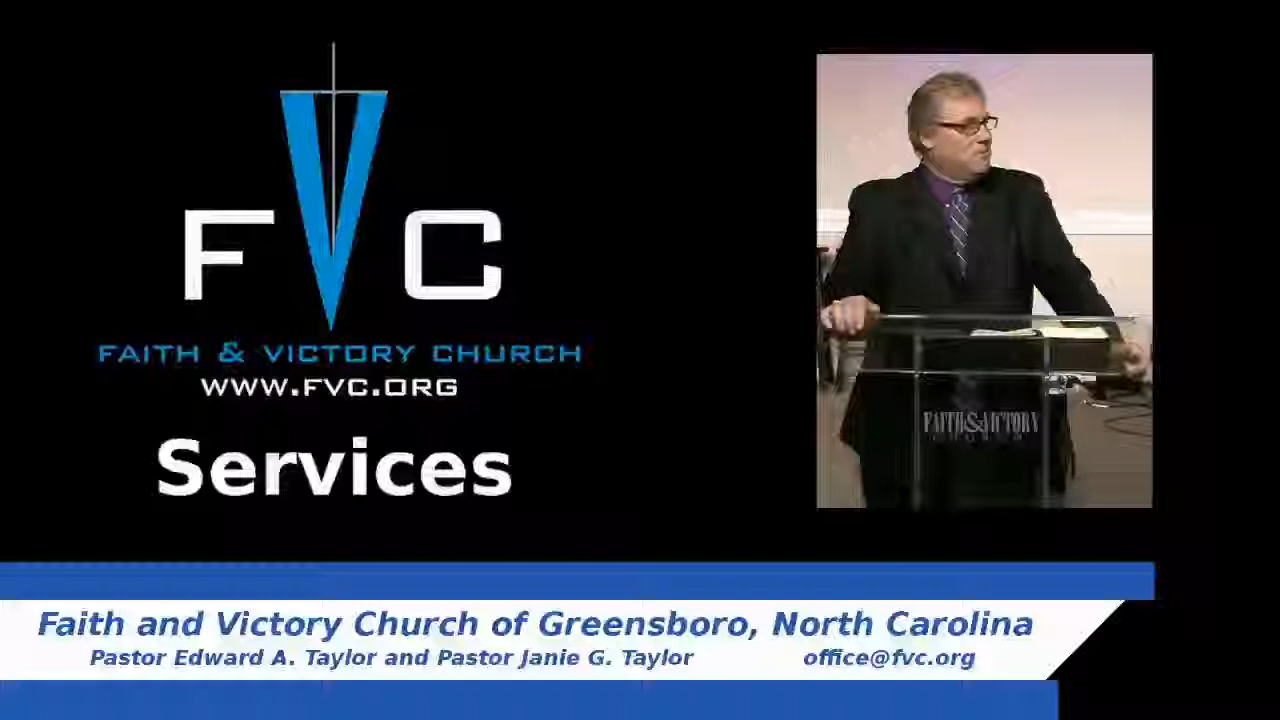 FVC
FAITH & VICTORY CHURCH
WWW.FVC.ORG
Services
FAITH&VICTORY
CHURCH
Faith and Victory Church of Greensboro, North Carolina
Pastor Edward A. Taylor and Pastor Janie G. Taylor office@fvc.org